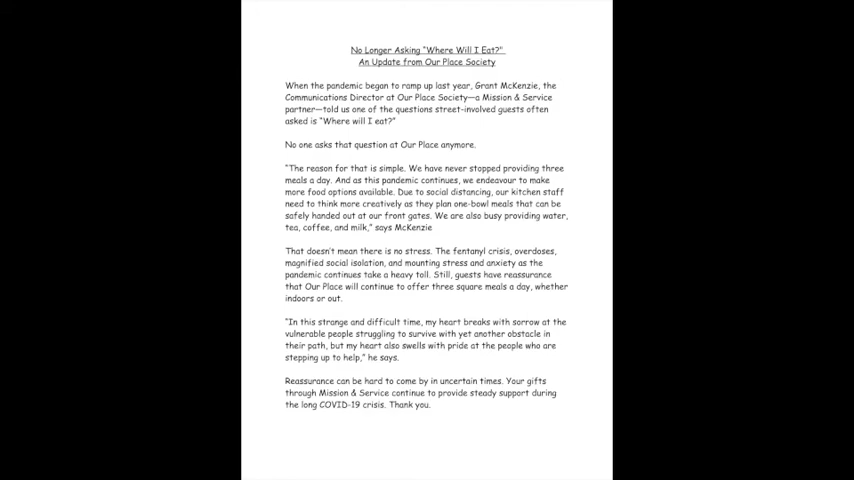 No Longer Asking “Where Will I Eat?”
An Update from Our Place Society
When the pandemic began to ramp up last year, Grant McKenzie, the
Communications Director at Our Place Society—a Mission & Service
partner—told us one of the questions street-involved guests often
asked is “Where will I eat?”
No one asks that question at Our Place anymore.
“The reason for that is simple. We have never stopped providing three
meals a day. And as this pandemic continues, we endeavour to make
more food options available. Due to social distancing, our kitchen staff
need to think more creatively as they plan one-bowl meals that can be
safely handed out at our front gates. We are also busy providing water,
tea, coffee, and milk,” says McKenzie
That doesn’t mean there is no stress. The fentanyl crisis, overdoses,
magnified social isolation, and mounting stress and anxiety as the
pandemic continues take a heavy toll. Still, guests have reassurance
that Our Place will continue to offer three square meals a day, whether
indoors or out.
“In this strange and difficult time, my heart breaks with sorrow at the
vulnerable people struggling to survive with yet another obstacle in
their path, but my heart also swells with pride at the people who are
stepping up to help,” he says.
Reassurance can be hard to come by in uncertain times. Your gifts
through Mission & Service continue to provide steady support during
the long COVID-19 crisis. Thank you.